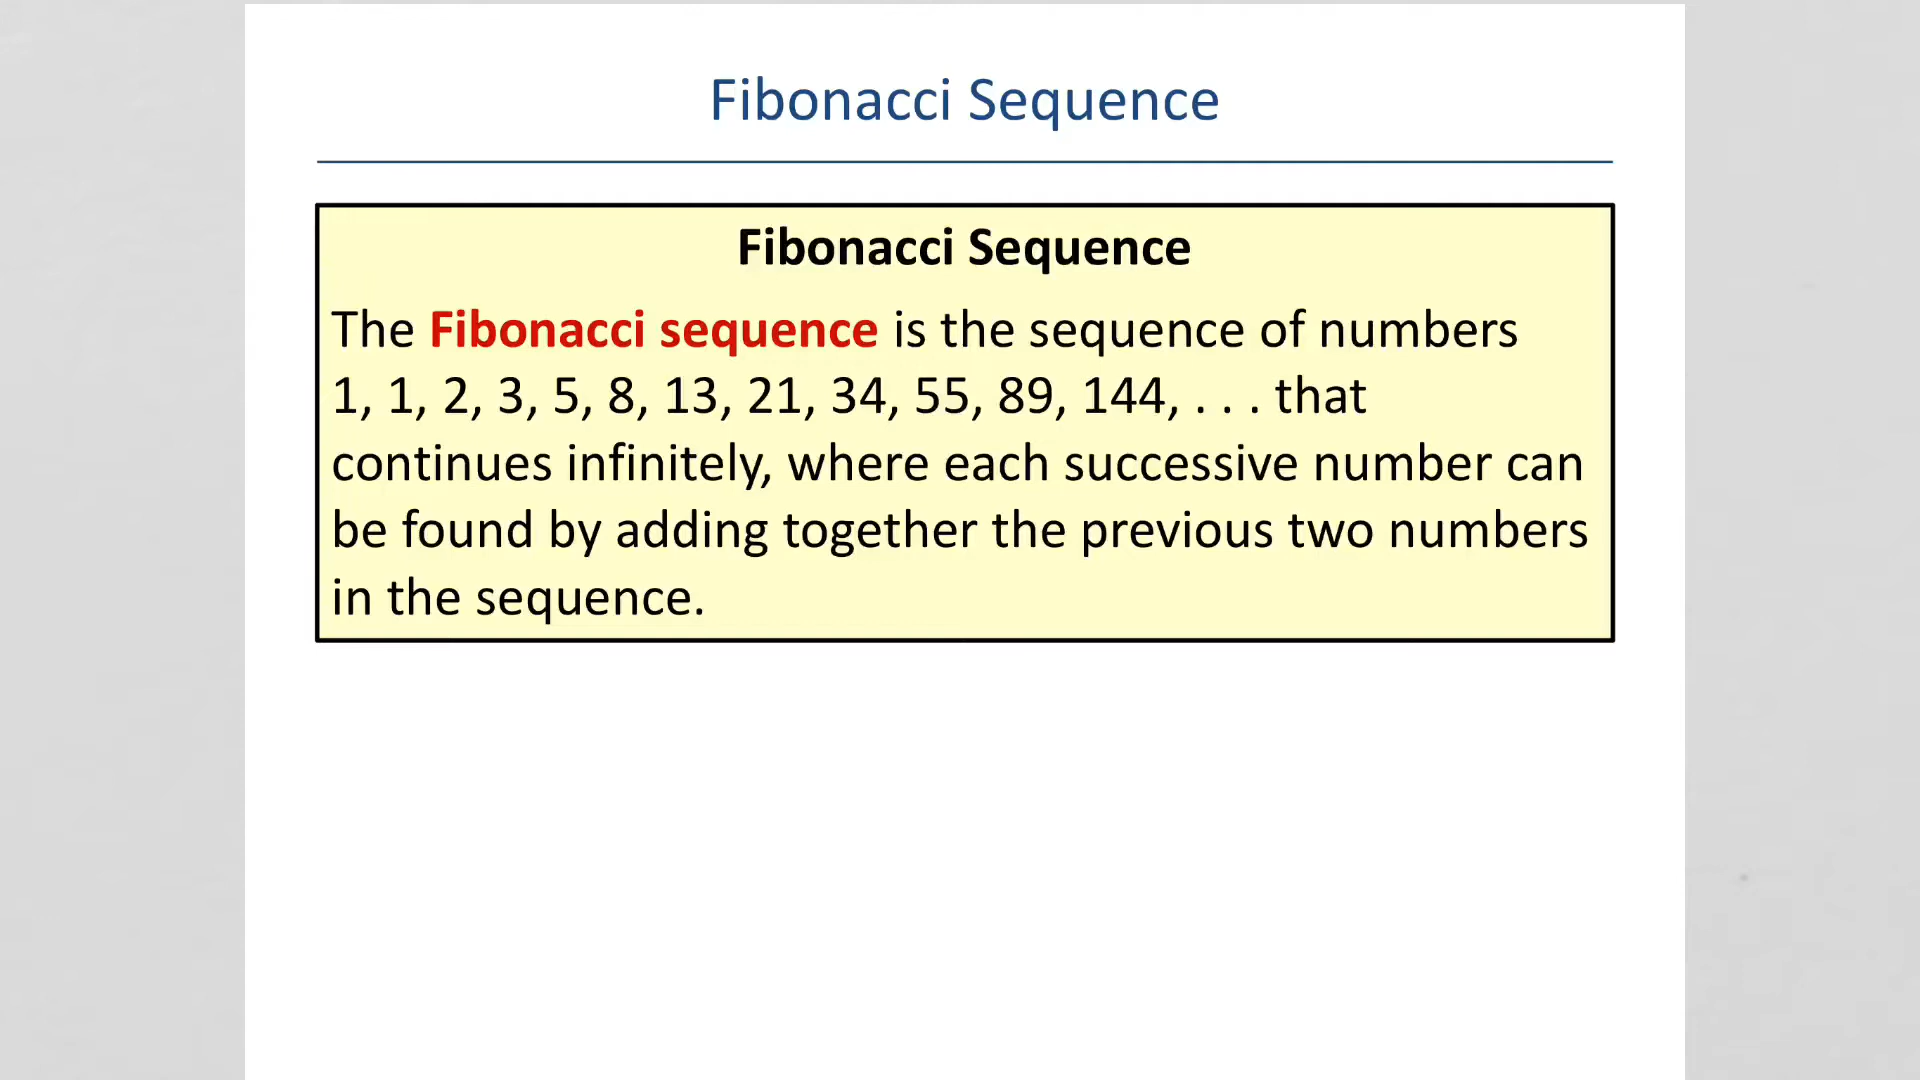 Fibonacci Sequence
Fibonacci Sequence
The Fibonacci sequence is the sequence of numbers
1, 1, 2, 3, 5, 8, 13, 21, 34, 55, 89, 144, . . . that
continues infinitely, where each successive number can
be found by adding together the previous two numbers
in the sequence.